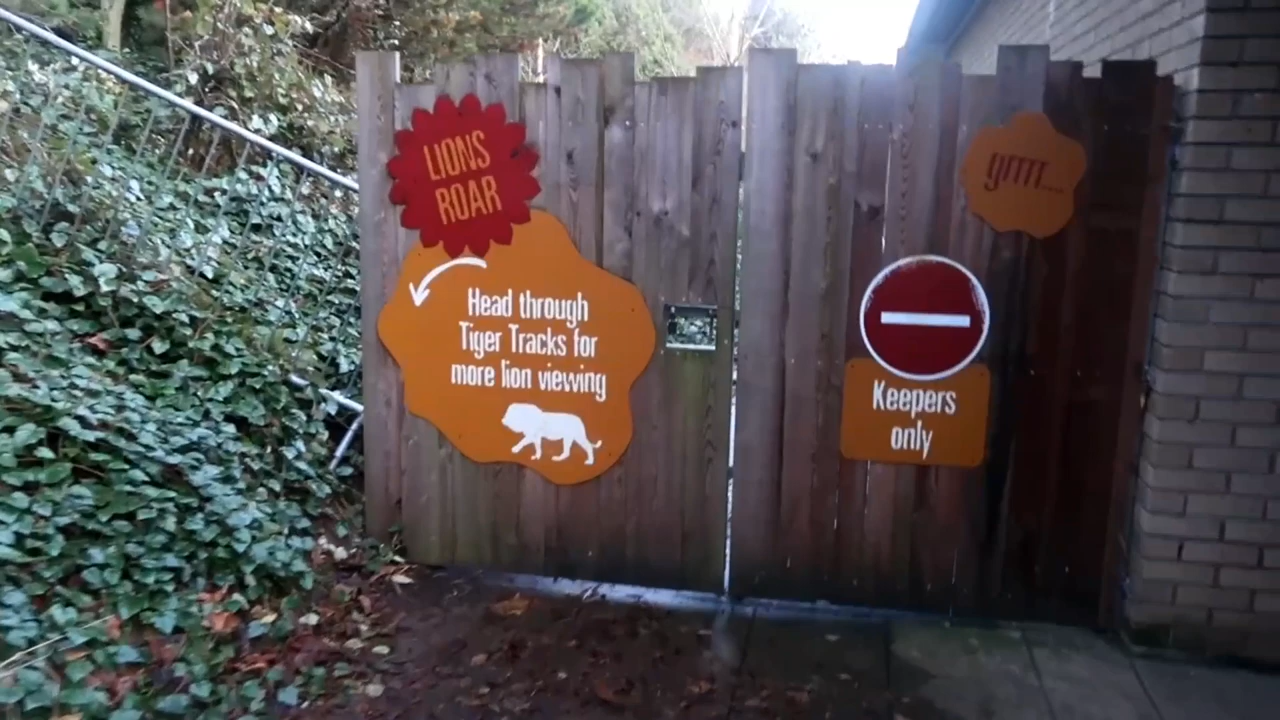 LIONS
ROAR
Head through
Tiger Tracks for
more lion viewing
grrrr.....
Keepers
only